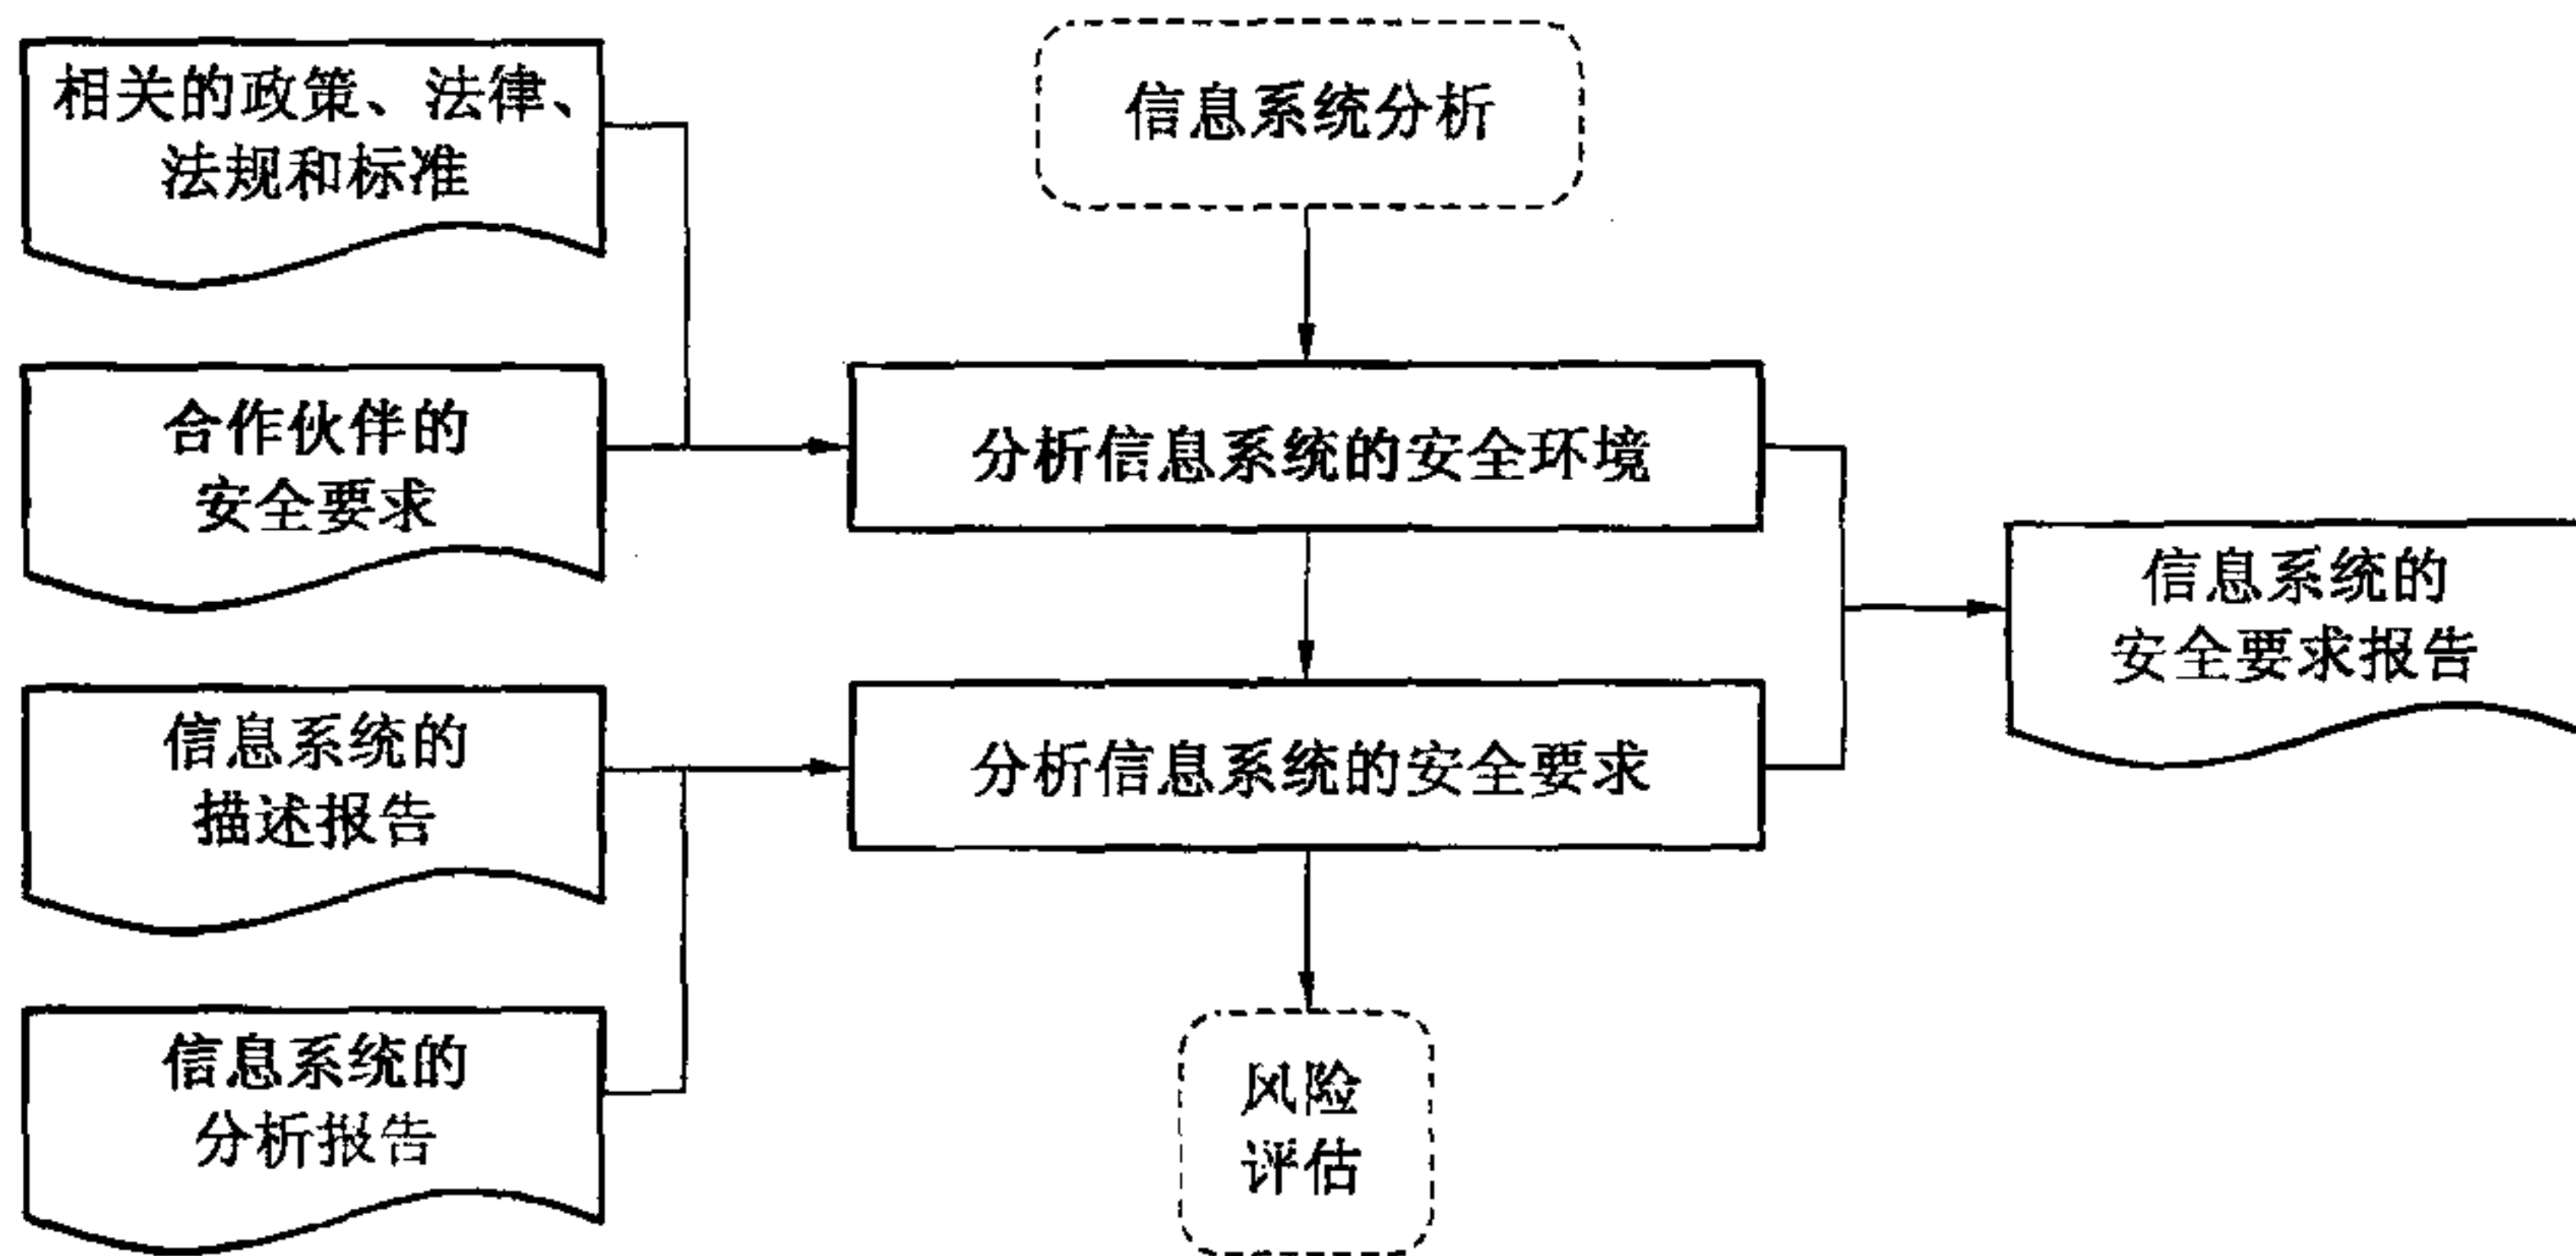 相关的政策、法律、
法规和标准
信息系统分析
合作伙伴的
安全要求
分析信息系统的安全环境
信息系统的
安全要求报告
信息系统的
描述报告
分析信息系统的安全要求
信息系统的
分析报告
风险
评估